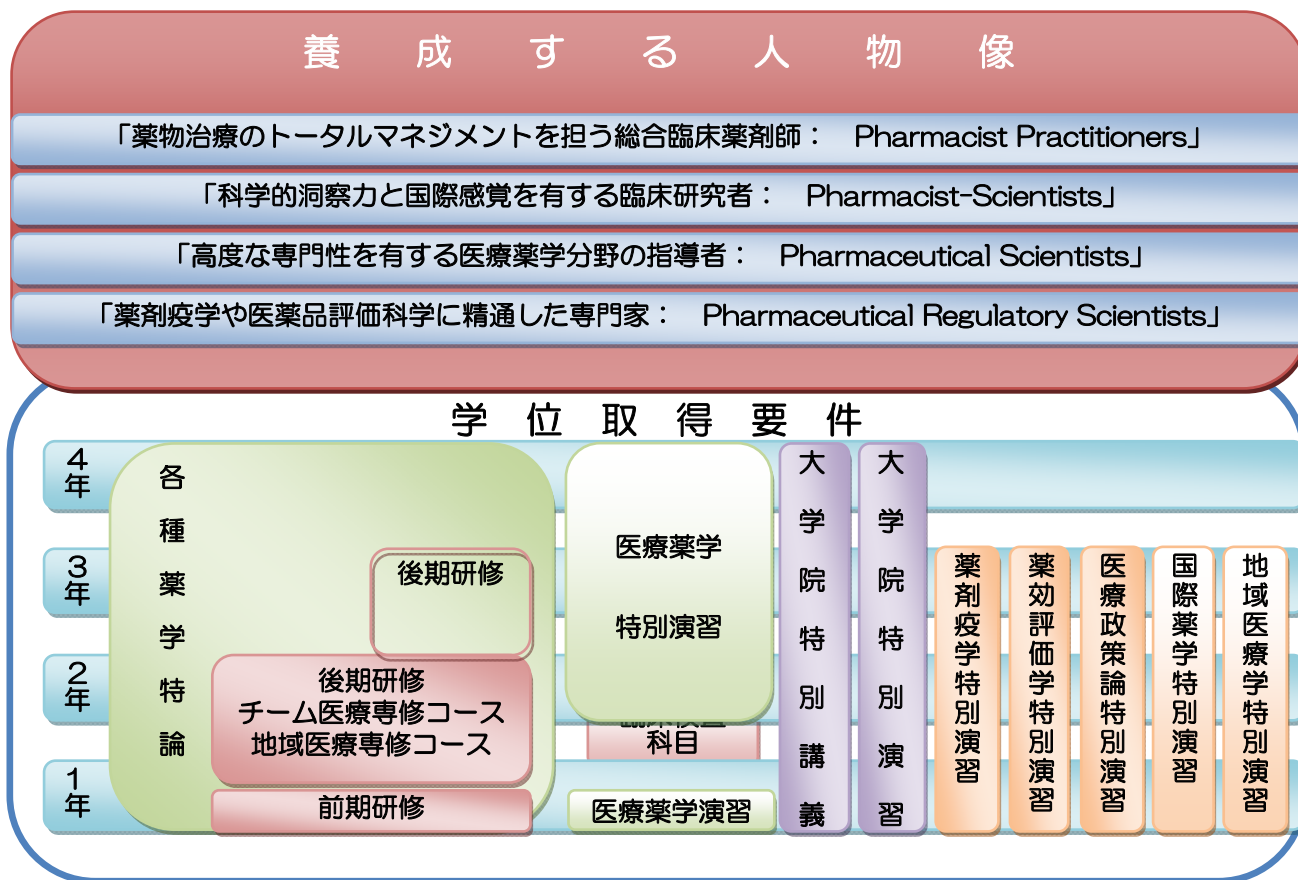 養成する人物像
「薬物治療のトータルマネジメントを担う総合臨床薬剤師： Pharmacist Practitioners」
「科学的洞察力と国際感覚を有する臨床研究者： Pharmacist-Scientists」
「高度な専門性を有する医療薬学分野の指導者： Pharmaceutical Scientists」
「薬剤疫学や医薬品評価科学に精通した専門家： Pharmaceutical Regulatory Scientists」
学位取得要件
4年
3年
2年
1年
各種薬学特論
後期研修
後期研修
チーム医療専修コース
地域医療専修コース
前期研修
医療薬学
特別演習
科目
医療薬学演習
大学院特別講義
大学院特別演習
薬剤疫学特別演習
薬効評価学特別演習
医療政策論特別演習
国際薬学特別演習
地域医療学特別演習